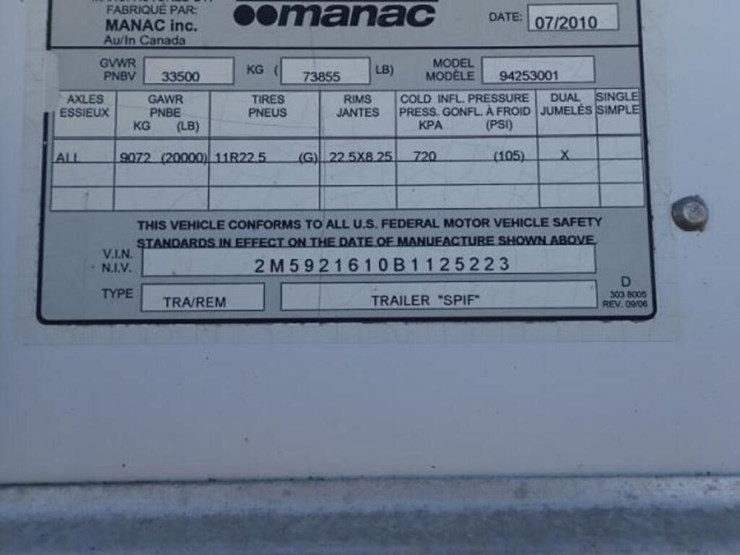 FABRIQUÉ PAR:
MANAC inc.
Au/In Canada
manac
DATE: 07/2010
GVWR
PNBV 33500 KG ( 73855 LB)
MODEL
MODÈLE 94253001
AXLES
ESSIEUX
GAWR
PNBE
KG (LB)
TIRES
PNEUS
RIMS
JANTES
COLD INFL. PRESSURE
PRESS. GONFL. À FROID
KPA (PSI)
DUAL
JUMELÉS
SINGLE
SIMPLE
ALL 9072 (20000) 11R22.5 (G) 22.5X8.25 720 (105) X
THIS VEHICLE CONFORMS TO ALL U.S. FEDERAL MOTOR VEHICLE SAFETY
STANDARDS IN EFFECT ON THE DATE OF MANUFACTURE SHOWN ABOVE.
V.I.N.
N.I.V. 2M5921610B1125223
TYPE TRA/REM TRAILER "SPIF"
D
303 8005
REV. 09/06